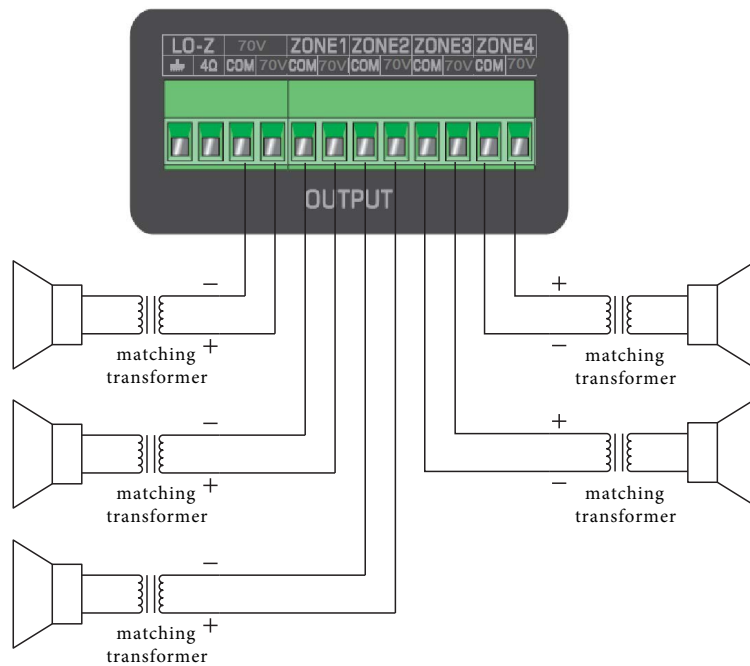 LO-Z 70V ZONE1 ZONE2 ZONE3 ZONE4
4Ω COM 70V COM 70V COM 70V COM 70V COM 70V
OUTPUT
−
+
matching
transformer
+
−
matching
transformer
−
+
matching
transformer
+
−
matching
transformer
−
+
matching
transformer